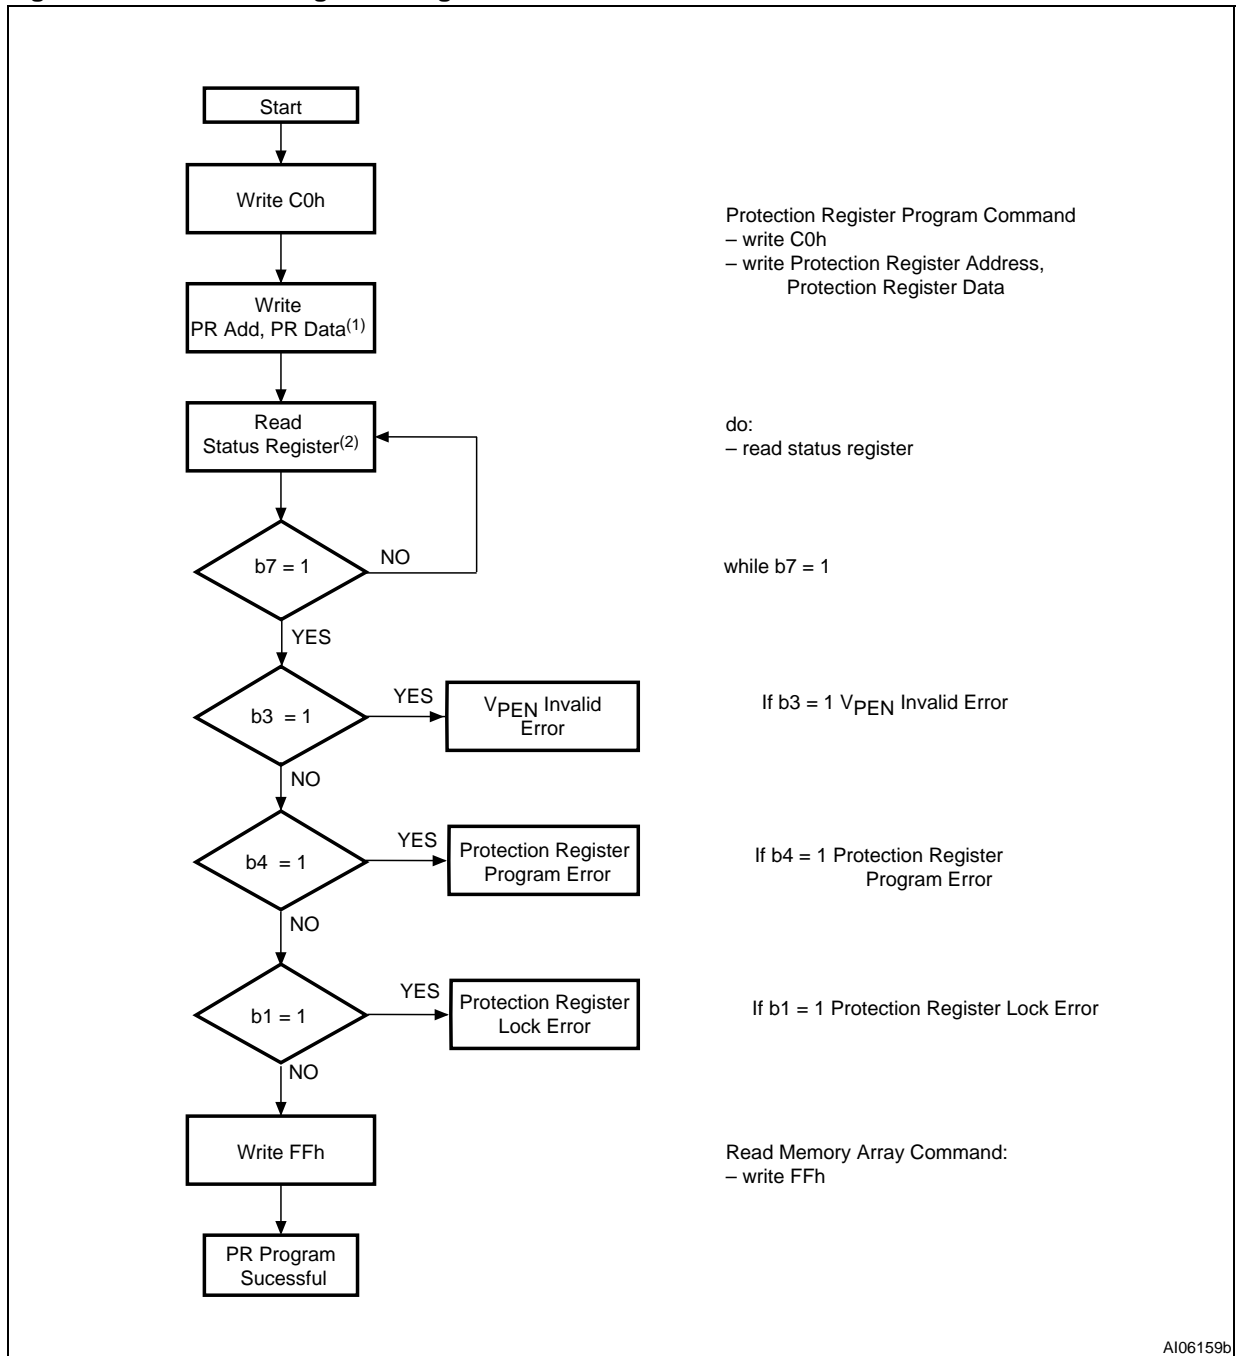 Start
Write C0h
Protection Register Program Command
– write C0h
– write Protection Register Address,
Protection Register Data
Write
PR Add, PR Data(1)
Read
Status Register(2)
do:
– read status register
b7 = 1
NO
while b7 = 1
YES
b3 = 1
YES
VPEN Invalid
Error
If b3 = 1 VPEN Invalid Error
NO
b4 = 1
YES
Protection Register
Program Error
If b4 = 1 Protection Register
Program Error
NO
b1 = 1
YES
Protection Register
Lock Error
If b1 = 1 Protection Register Lock Error
NO
Write FFh
Read Memory Array Command:
– write FFh
PR Program
Sucessful
AI06159b